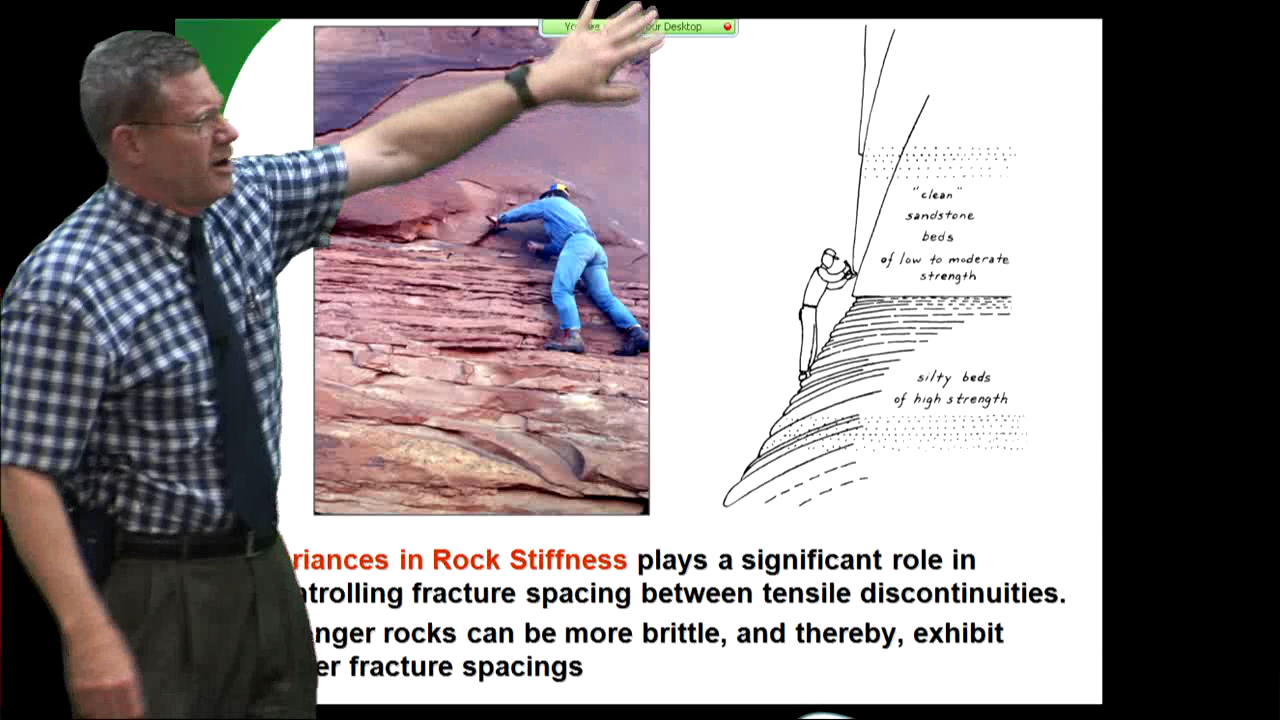 "clean"
sandstone
beds
of low to moderate
strength
silty beds
of high strength
riances in Rock Stiffness plays a significant role in
ntrolling fracture spacing between tensile discontinuities.
nger rocks can be more brittle, and thereby, exhibit
er fracture spacings